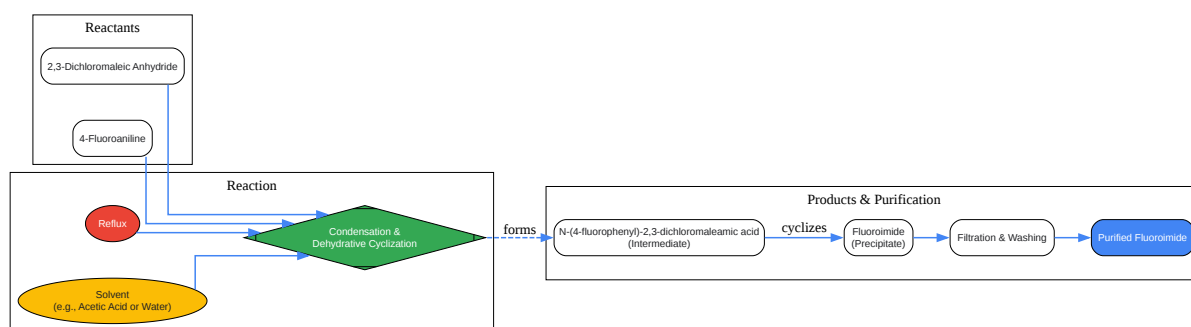 Reactants
2,3-Dichloromaleic Anhydride
4-Fluoroaniline
Reaction
Reflux
Condensation &
Dehydrative Cyclization
Solvent
(e.g., Acetic Acid or Water)
forms
Products & Purification
N-(4-fluorophenyl)-2,3-dichloromaleamic acid
(Intermediate)
cyclizes
Fluoroimide
(Precipitate)
Filtration & Washing
Purified Fluoroimide